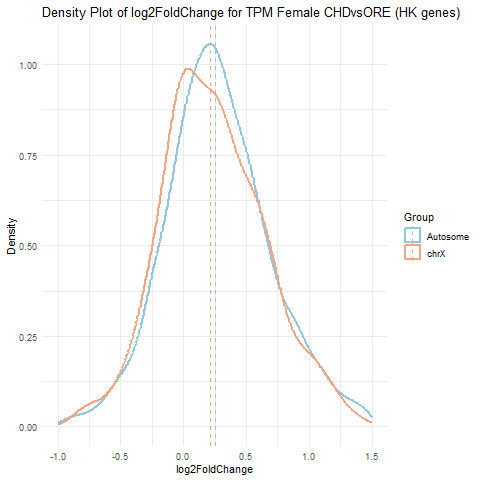 Density Plot of log2FoldChange for TPM Female CHDvsORE (HK genes)
1.00
0.75
0.50
0.25
0.00
Density
-1.0 -0.5 0.0 0.5 1.0 1.5
log2FoldChange
Group
Autosome
chrX